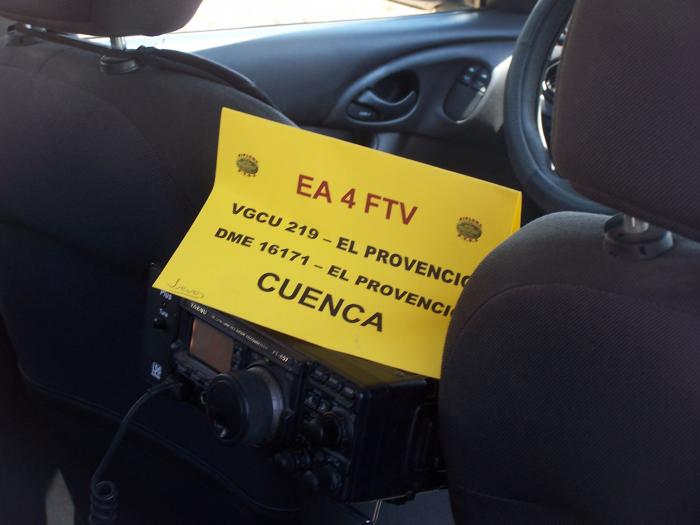 EA 4 FTV
VGCU 219 – EL PROVENCIO
DME 16171 – EL PROVENCIO
CUENCA
YAESU